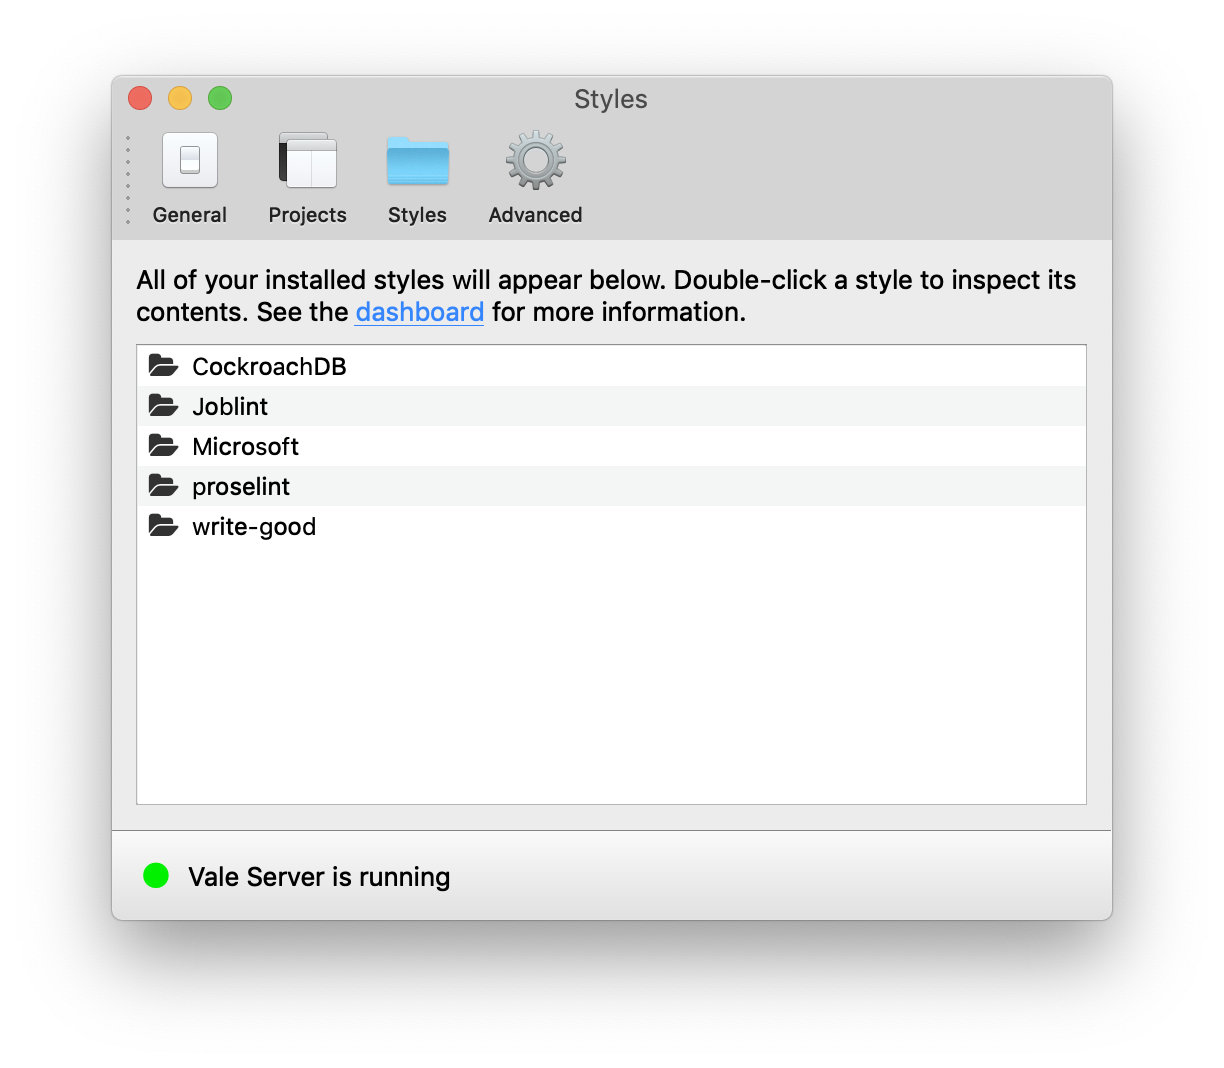 Styles
General
Projects
Styles
Advanced
All of your installed styles will appear below. Double-click a style to inspect its
contents. See the dashboard for more information.
CockroachDB
Joblint
Microsoft
proselint
write-good
Vale Server is running